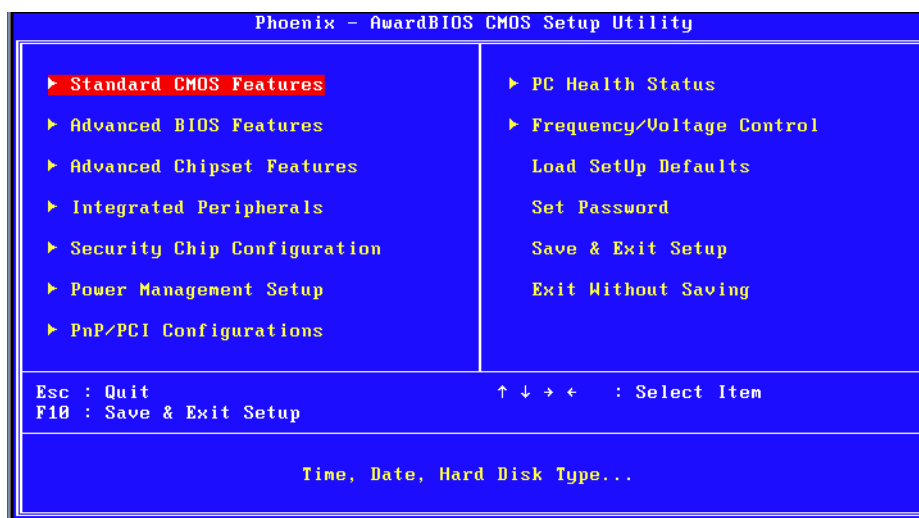 Phoenix - AwardBIOS CMOS Setup Utility
Standard CMOS Features
Advanced BIOS Features
Advanced Chipset Features
Integrated Peripherals
Security Chip Configuration
Power Management Setup
PnP/PCI Configurations
PC Health Status
Frequency/Voltage Control
Load SetUp Defaults
Set Password
Save & Exit Setup
Exit Without Saving
Esc : Quit
F10 : Save & Exit Setup
↑ ↓ → ← : Select Item
Time, Date, Hard Disk Type...